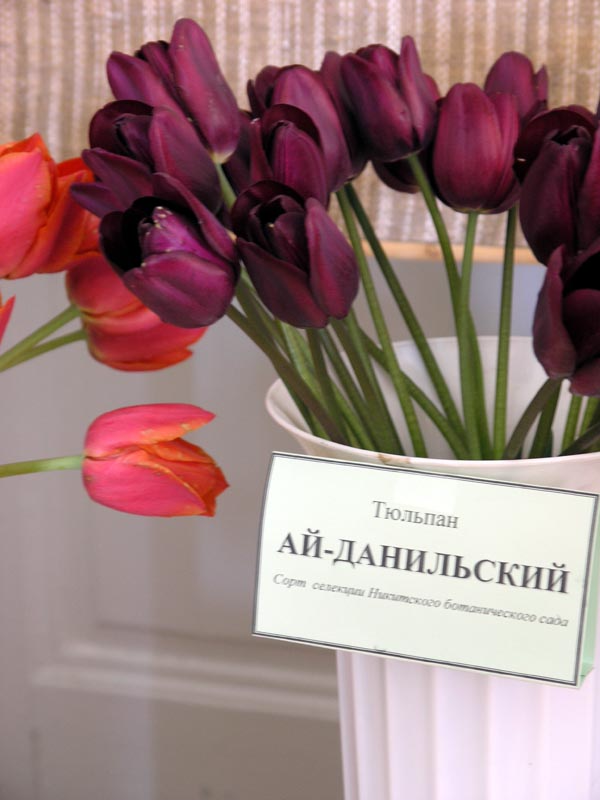 Тюльпан
АЙ-ДАНИЛЬСКИЙ
Сорт селекции Никитского ботанического сада